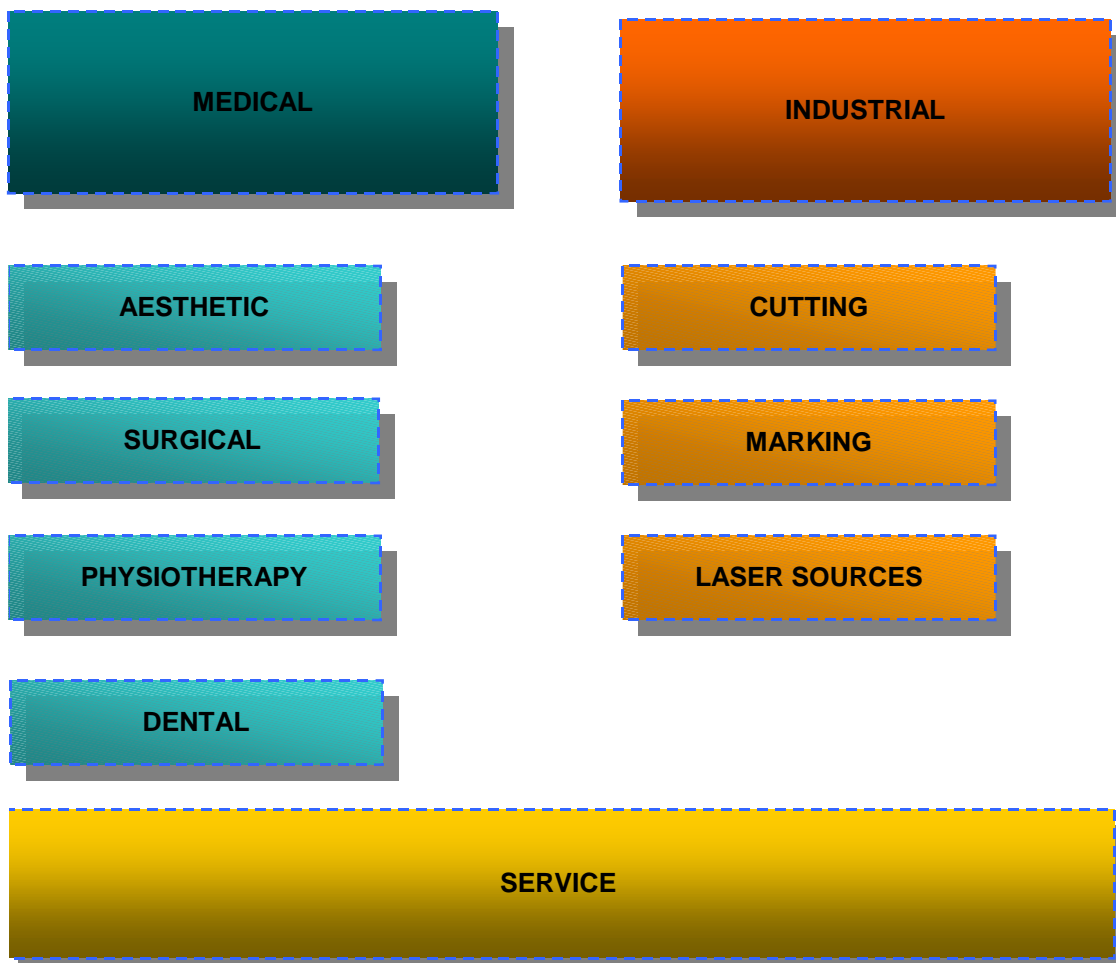 MEDICAL
INDUSTRIAL
AESTHETIC
CUTTING
SURGICAL
MARKING
PHYSIOTHERAPY
LASER SOURCES
DENTAL
SERVICE